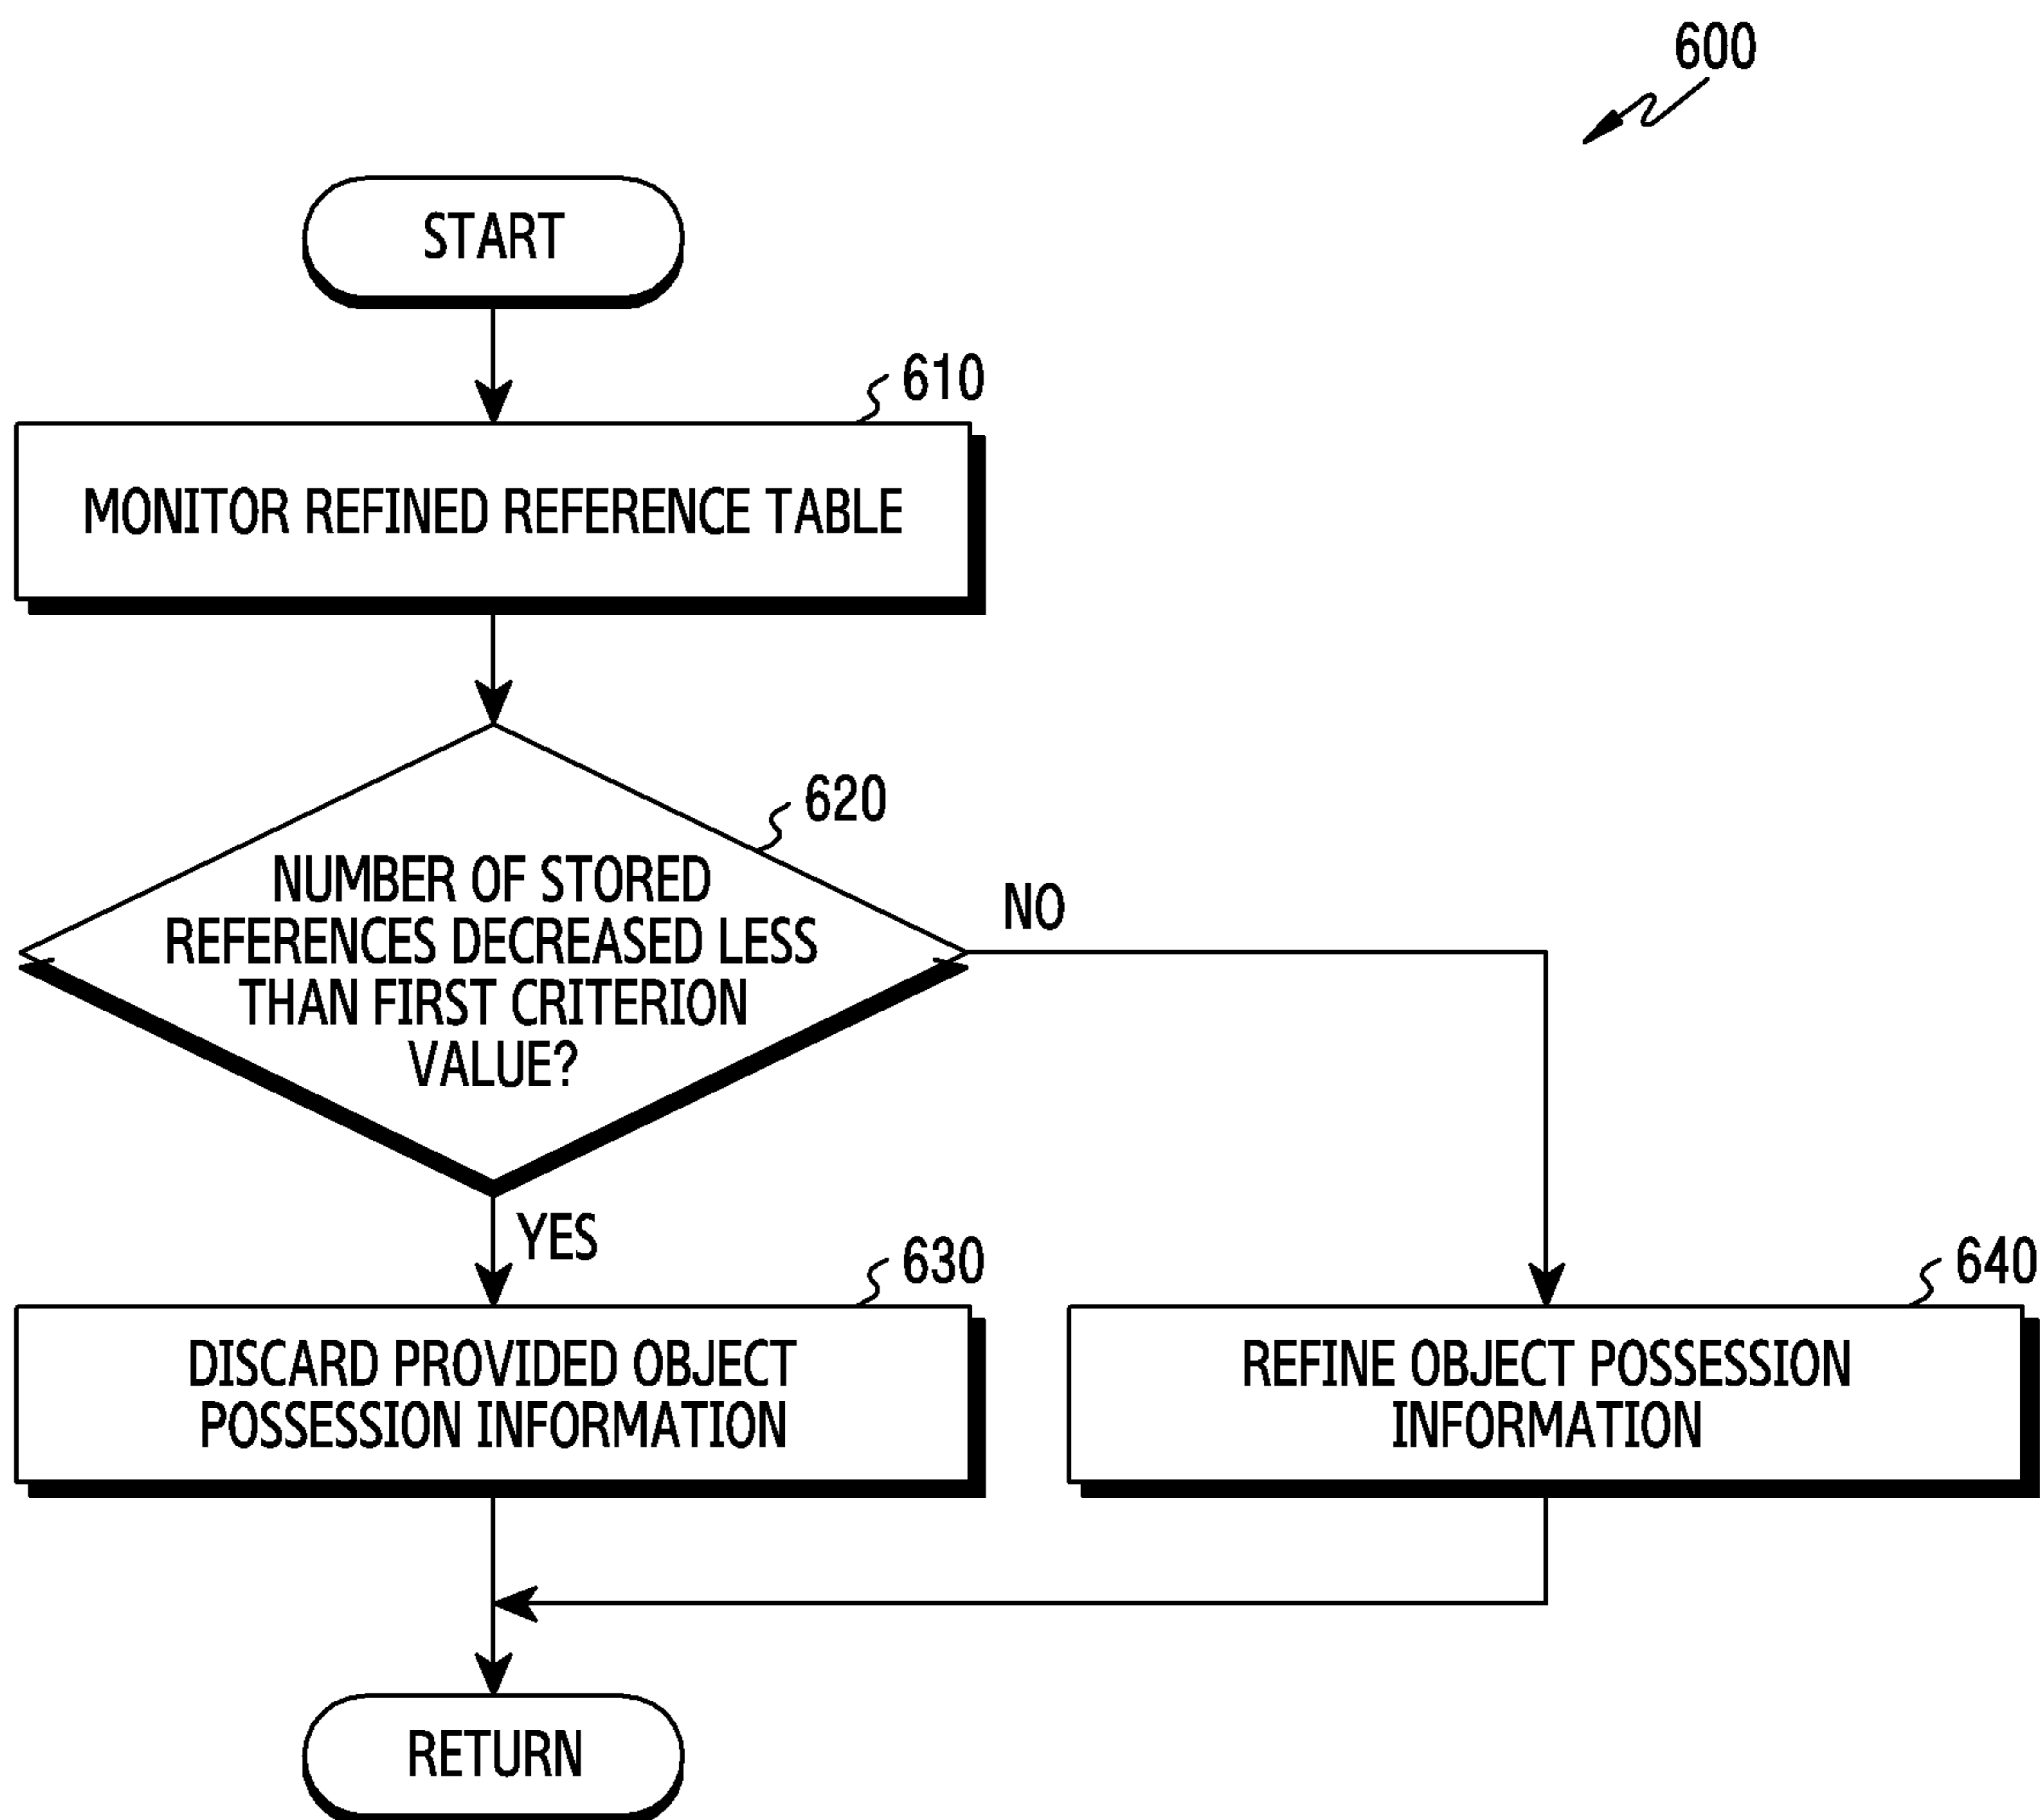 600
START
610
MONITOR REFINED REFERENCE TABLE
620
NUMBER OF STORED
REFERENCES DECREASED LESS
THAN FIRST CRITERION
VALUE?
NO
YES
630
DISCARD PROVIDED OBJECT
POSSESSION INFORMATION
640
REFINE OBJECT POSSESSION
INFORMATION
RETURN